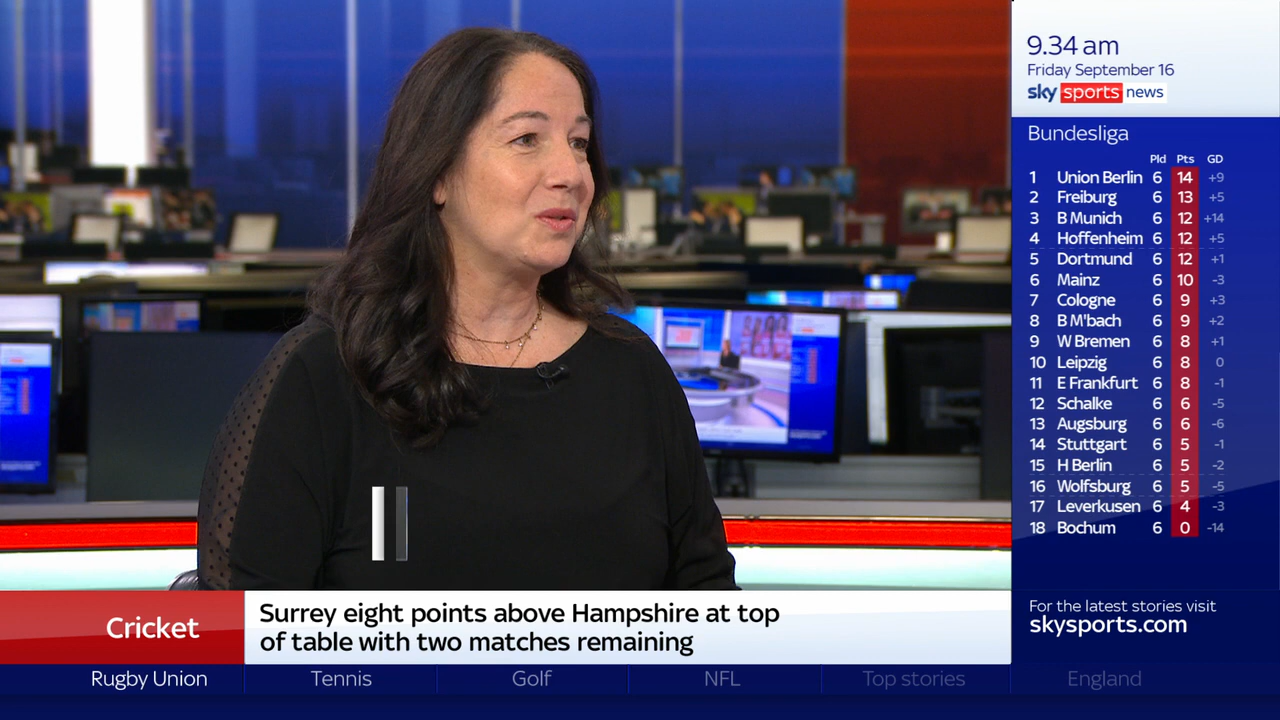 9.34 am
Friday September 16
sky sports news
Bundesliga
Pld Pts GD
1 Union Berlin 6 14 +9
2 Freiburg 6 13 +5
3 B Munich 6 12 +14
4 Hoffenheim 6 12 +5
5 Dortmund 6 12 +1
6 Mainz 6 10 -3
7 Cologne 6 9 +3
8 B M'bach 6 9 +2
9 W Bremen 6 8 +1
10 Leipzig 6 8 0
11 E Frankfurt 6 8 -1
12 Schalke 6 6 -5
13 Augsburg 6 6 -6
14 Stuttgart 6 5 -1
15 H Berlin 6 5 -2
16 Wolfsburg 6 5 -5
17 Leverkusen 6 4 -3
18 Bochum 6 0 -14
For the latest stories visit
skysports.com
Cricket
Surrey eight points above Hampshire at top
of table with two matches remaining
Rugby Union Tennis Golf NFL Top stories England